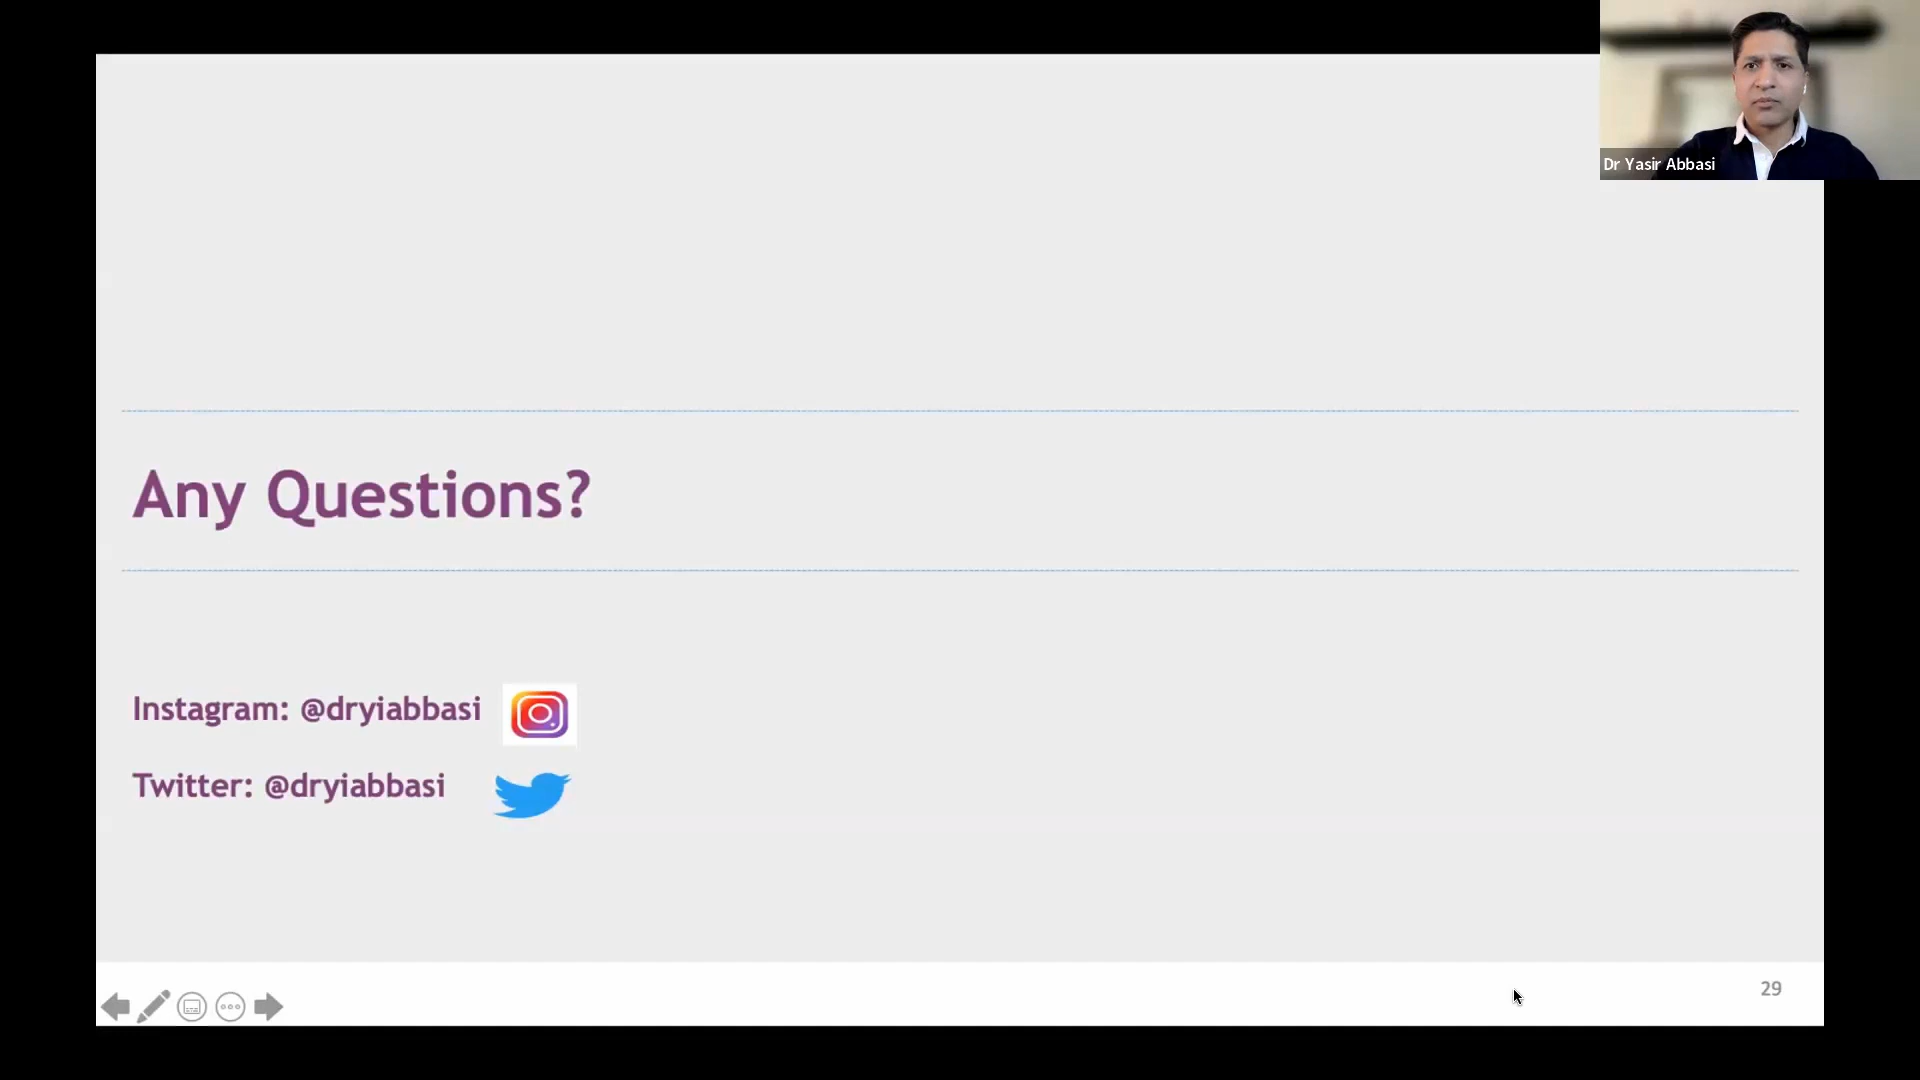 Dr Yasir Abbasi
Any Questions?
Instagram: @dryiabbasi
Twitter: @dryiabbasi
29